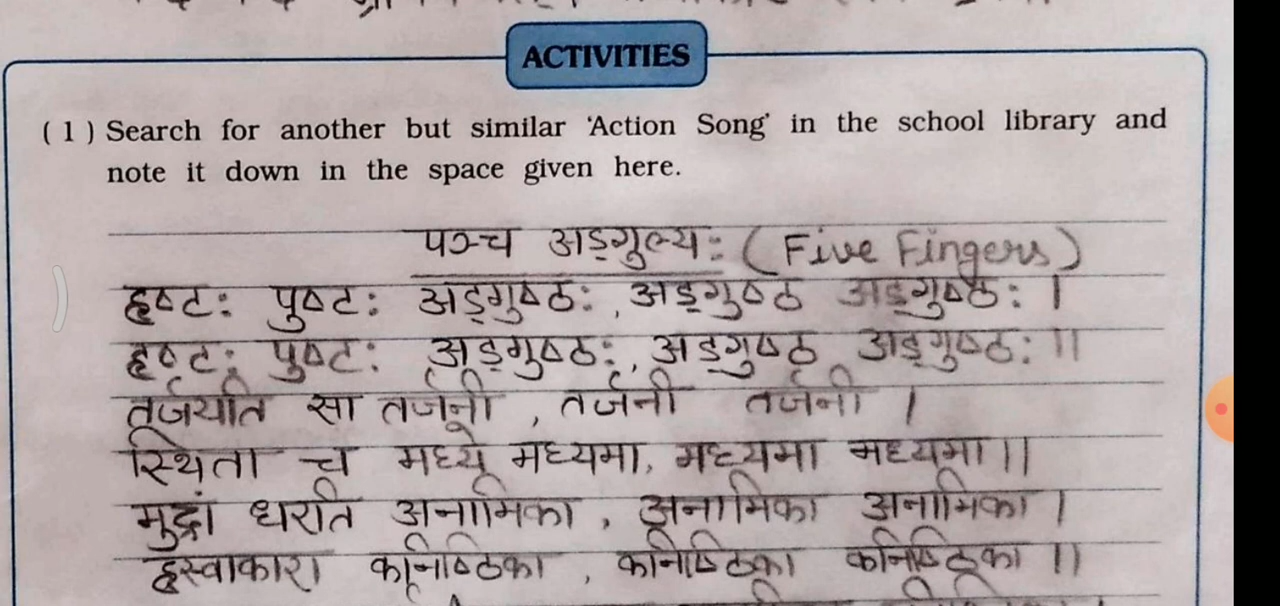 ACTIVITIES
( 1 ) Search for another but similar 'Action Song' in the school library and
note it down in the space given here.
पञ्च अङ्गुल्यः (Five Fingers)
हृष्टः पुष्टः अङ्गुष्ठः, अङ्गुष्ठ अङ्गुष्ठः ।
हृष्टः पुष्टः अङ्गुष्ठः, अङ्गुष्ठ अङ्गुष्ठः ॥
तर्जयति सा तर्जनी, तर्जनी तर्जनी ।
स्थिता च मध्ये मध्यमा, मध्यमा मध्यमा ॥
मुद्रां धरति अनामिका, अनामिका अनामिका ।
ह्रस्वाकारा कनिष्ठिका, कनिष्ठिका कनिष्ठिका ॥